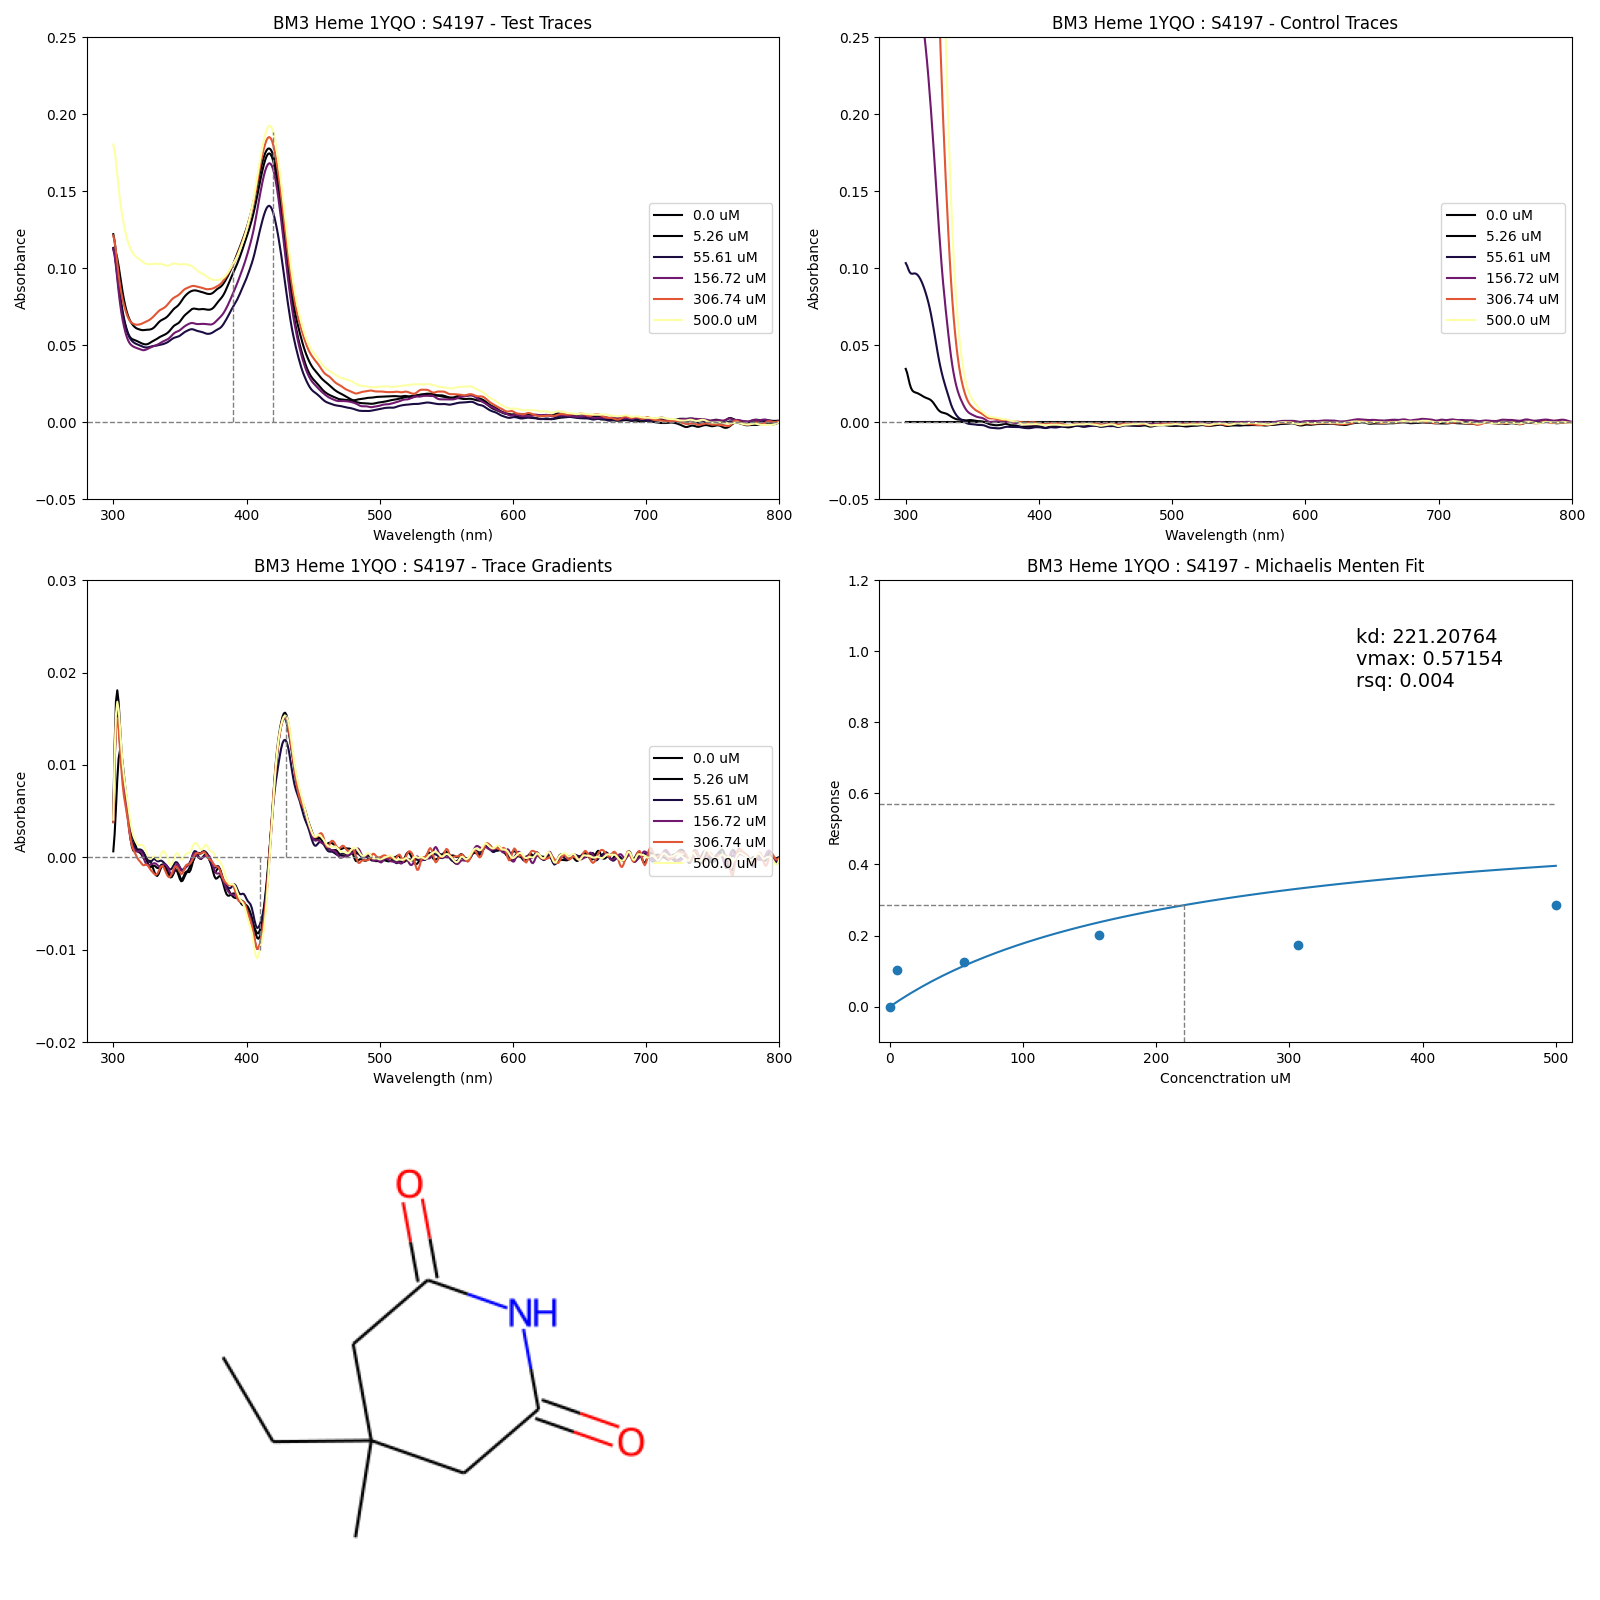 BM3 Heme 1YQO : S4197 - Test Traces
0.25
0.20
0.15
0.10
0.05
0.00
−0.05
Absorbance
300 400 500 600 700 800
Wavelength (nm)
0.0 uM
5.26 uM
55.61 uM
156.72 uM
306.74 uM
500.0 uM
BM3 Heme 1YQO : S4197 - Control Traces
0.25
0.20
0.15
0.10
0.05
0.00
−0.05
Absorbance
300 400 500 600 700 800
Wavelength (nm)
0.0 uM
5.26 uM
55.61 uM
156.72 uM
306.74 uM
500.0 uM
BM3 Heme 1YQO : S4197 - Trace Gradients
0.03
0.02
0.01
0.00
−0.01
−0.02
Absorbance
300 400 500 600 700 800
Wavelength (nm)
0.0 uM
5.26 uM
55.61 uM
156.72 uM
306.74 uM
500.0 uM
BM3 Heme 1YQO : S4197 - Michaelis Menten Fit
1.2
1.0
0.8
0.6
0.4
0.2
0.0
Response
kd: 221.20764
vmax: 0.57154
rsq: 0.004
0 100 200 300 400 500
Concenctration uM
O
NH
O